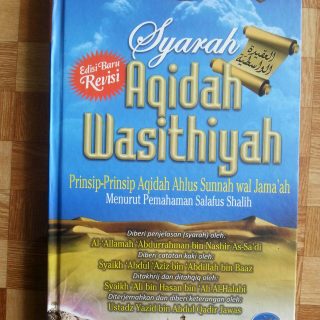 Syarah
العقيدة
الواسطية
Edisi Baru
Revisi
Aqidah
Wasithiyah
Prinsip-Prinsip Aqidah Ahlus Sunnah wal Jama'ah
Menurut Pemahaman Salafus Shalih
Diberi penjelasan (syarah) oleh:
Al-'Allamah 'Abdurrahman bin Nashir As-Sa'di
Diberi catatan kaki oleh:
Syaikh 'Abdul 'Aziz bin 'Abdillah bin Baaz
Ditakhrij dan ditahqiq oleh:
Syaikh 'Ali bin Hasan bin 'Ali Al-Halabi
Diterjemahkan dan diberi keterangan oleh:
Ustadz Yazid bin Abdul Qadir Jawas